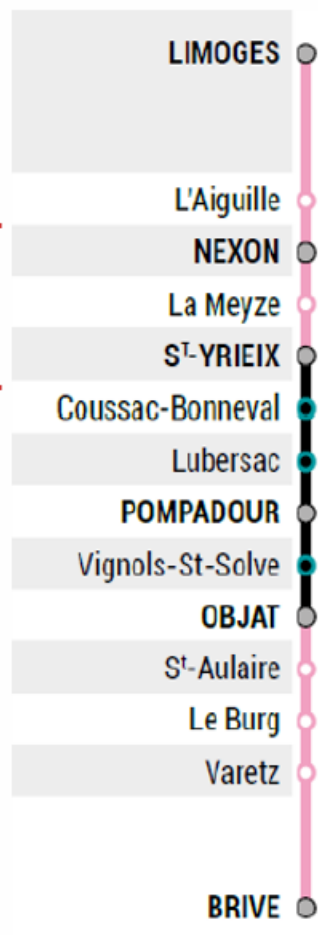 LIMOGES
L'Aiguille
NEXON
La Meyze
Sᵀ-YRIEIX
Coussac-Bonneval
Lubersac
POMPADOUR
Vignols-St-Solve
OBJAT
Sᵗ-Aulaire
Le Burg
Varetz
BRIVE